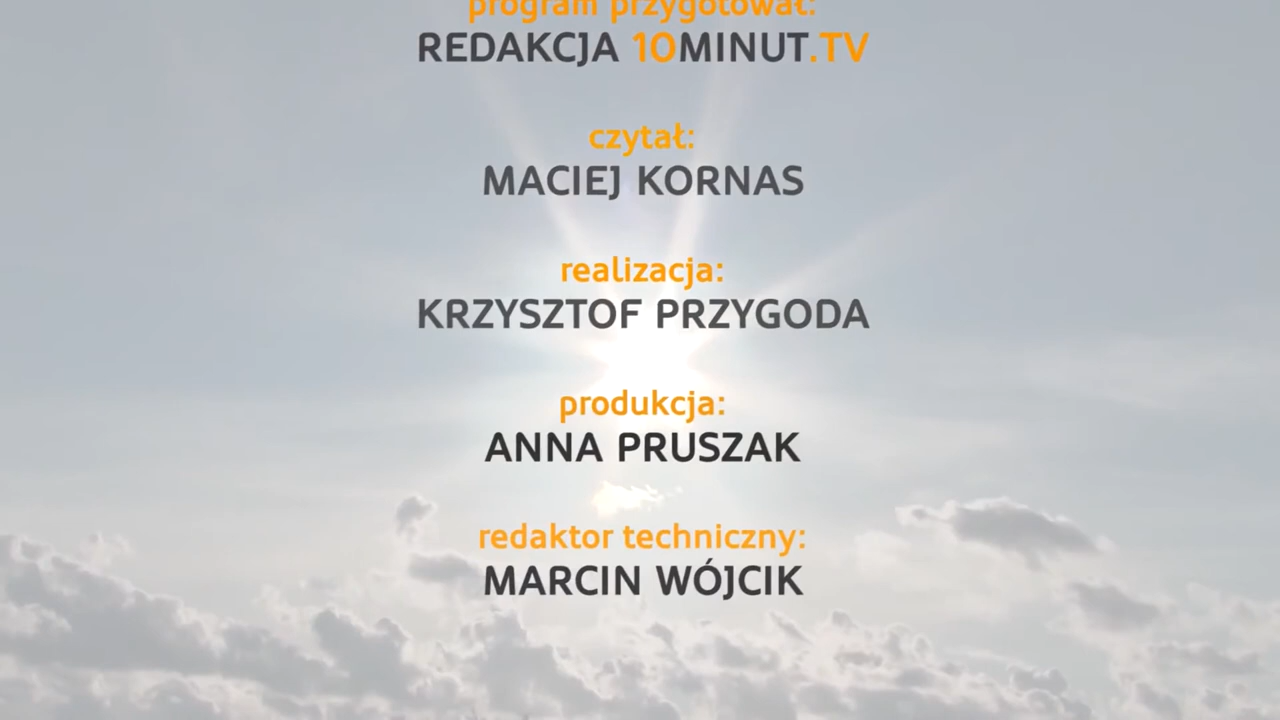 program przygotował:
REDAKCJA 10MINUT.TV
czytał:
MACIEJ KORNAS
realizacja:
KRZYSZTOF PRZYGODA
produkcja:
ANNA PRUSZAK
redaktor techniczny:
MARCIN WÓJCIK